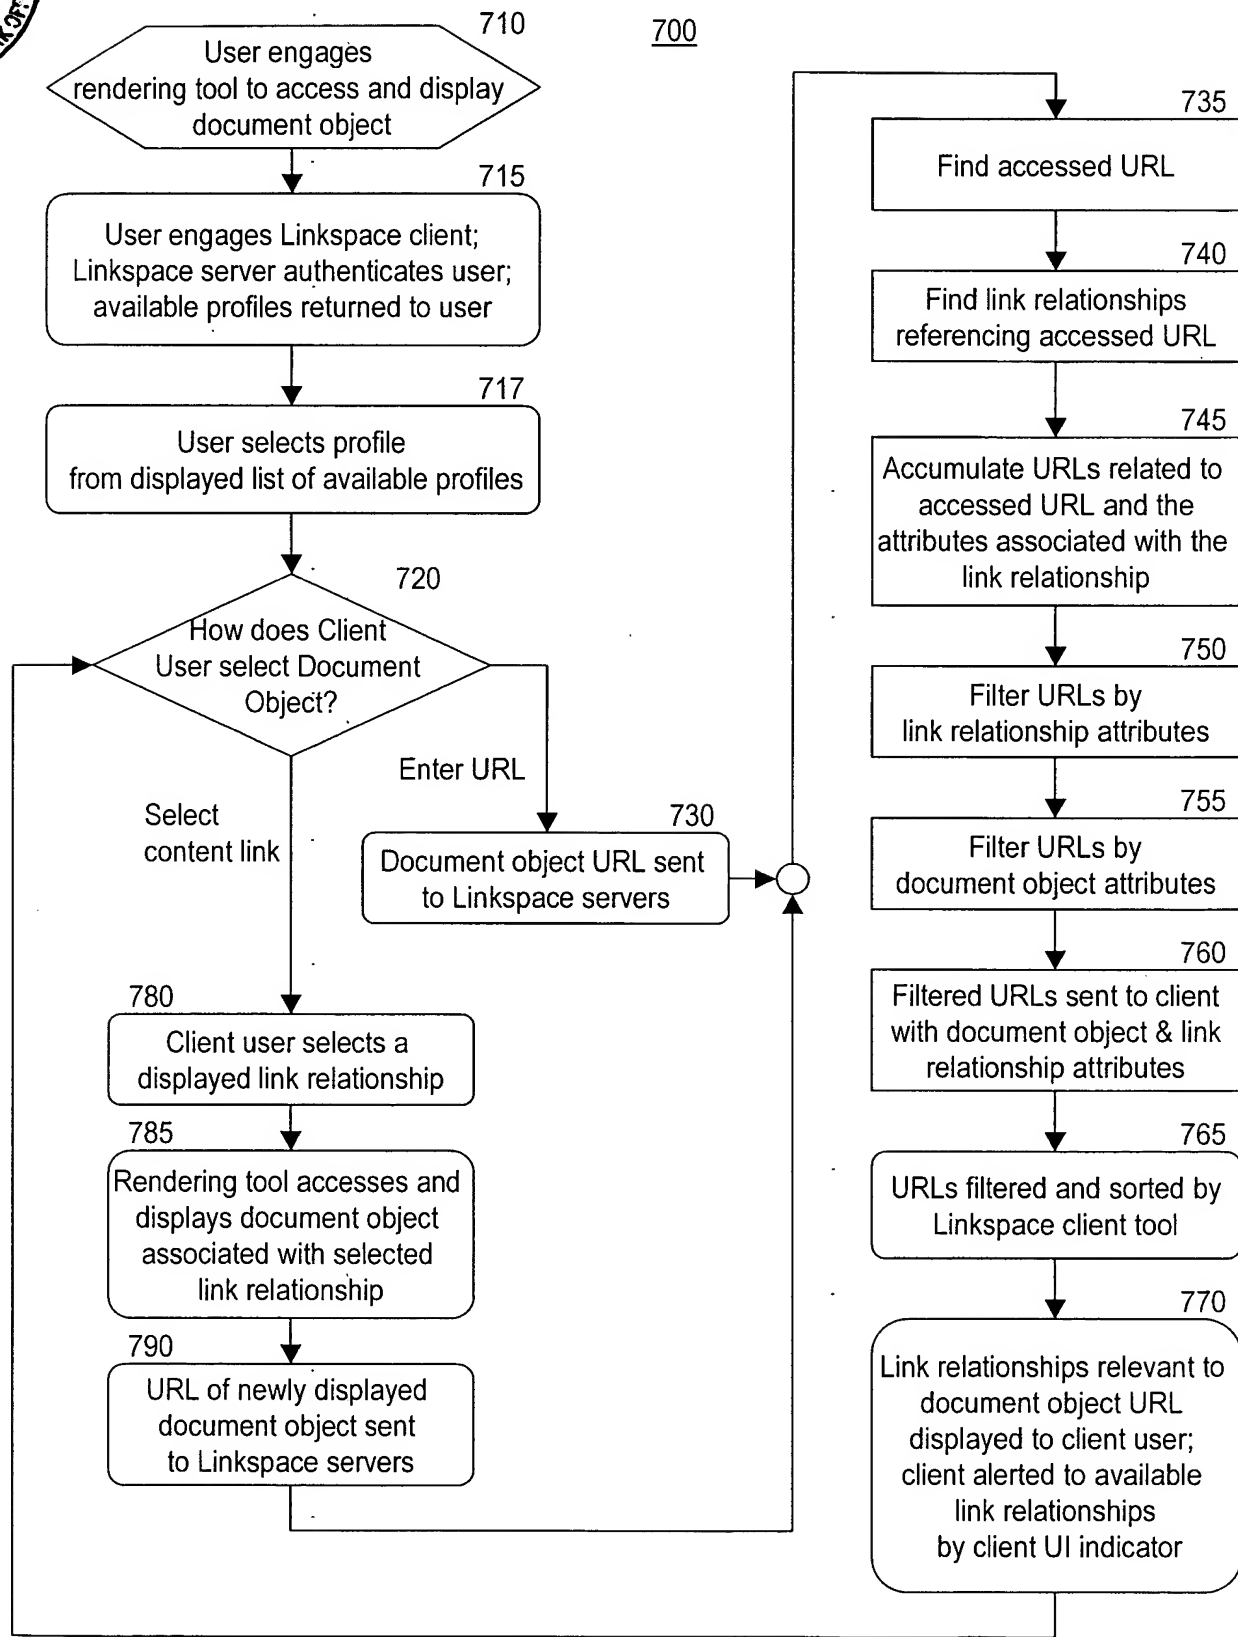 700
710
User engages
rendering tool to access and display
document object
715
User engages Linkspace client;
Linkspace server authenticates user;
available profiles returned to user
717
User selects profile
from displayed list of available profiles
720
How does Client
User select Document
Object?
Enter URL
Select
content link
730
Document object URL sent
to Linkspace servers
780
Client user selects a
displayed link relationship
785
Rendering tool accesses and
displays document object
associated with selected
link relationship
790
URL of newly displayed
document object sent
to Linkspace servers
735
Find accessed URL
740
Find link relationships
referencing accessed URL
745
Accumulate URLs related to
accessed URL and the
attributes associated with the
link relationship
750
Filter URLs by
link relationship attributes
755
Filter URLs by
document object attributes
760
Filtered URLs sent to client
with document object & link
relationship attributes
765
URLs filtered and sorted by
Linkspace client tool
770
Link relationships relevant to
document object URL
displayed to client user;
client alerted to available
link relationships
by client UI indicator